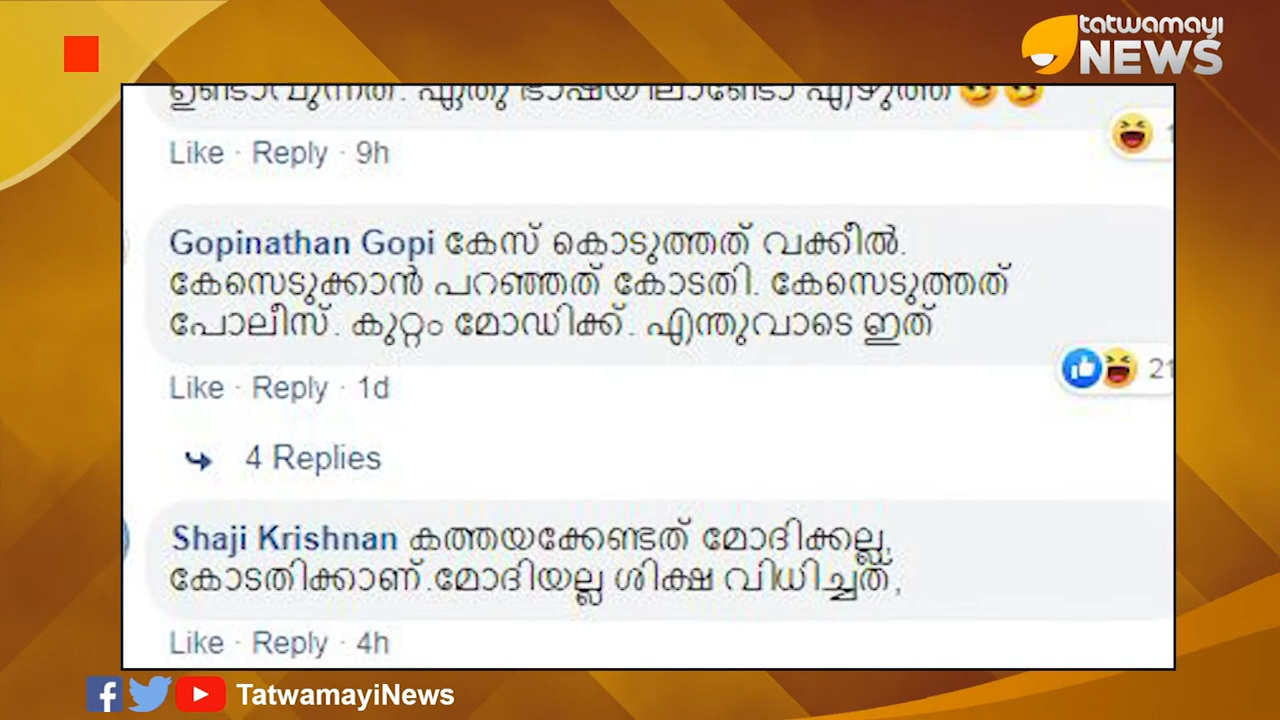 tatwamayi
NEWS
Like · Reply · 9h
Gopinathan Gopi കേസ് കൊടുത്തത് വക്കീൽ.
കേസെടുക്കാൻ പറഞ്ഞത് കോടതി. കേസെടുത്തത്
പോലീസ്. കുറ്റം മോഡിക്ക്. എന്തുവാടെ ഇത്
21
Like · Reply · 1d
4 Replies
Shaji Krishnan കത്തയക്കേണ്ടത് മോദിക്കല്ല,
കോടതിക്കാണ്.മോദിയല്ല ശിക്ഷ വിധിച്ചത്,
Like · Reply · 4h
TatwamayiNews